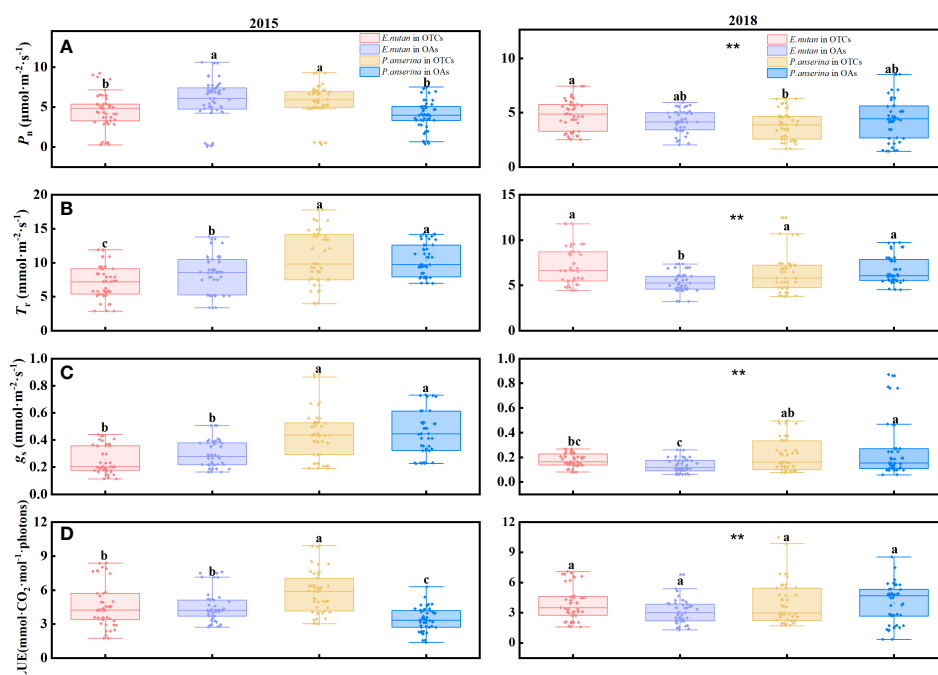 2015
2018
A
E.nutan in OTCs
E.nutan in OAs
P.anserina in OTCs
P.anserina in OAs
Pn (μmol·m-2·s-1)
10
5
0
b
a
a
b
E.nutan in OTCs
E.nutan in OAs
P.anserina in OTCs
P.anserina in OAs
**
10
5
0
a
ab
b
ab
B
Tr (mmol·m-2·s-1)
20
15
10
5
0
c
b
a
a
**
15
10
5
0
a
b
a
a
C
gs (mmol·m-2·s-1)
1.0
0.8
0.6
0.4
0.2
0.0
b
b
a
a
**
1.0
0.8
0.6
0.4
0.2
0.0
bc
c
ab
a
D
UE(mmol·CO2·mol-1·photons)
12
9
6
3
0
b
b
a
c
**
12
9
6
3
0
a
a
a
a